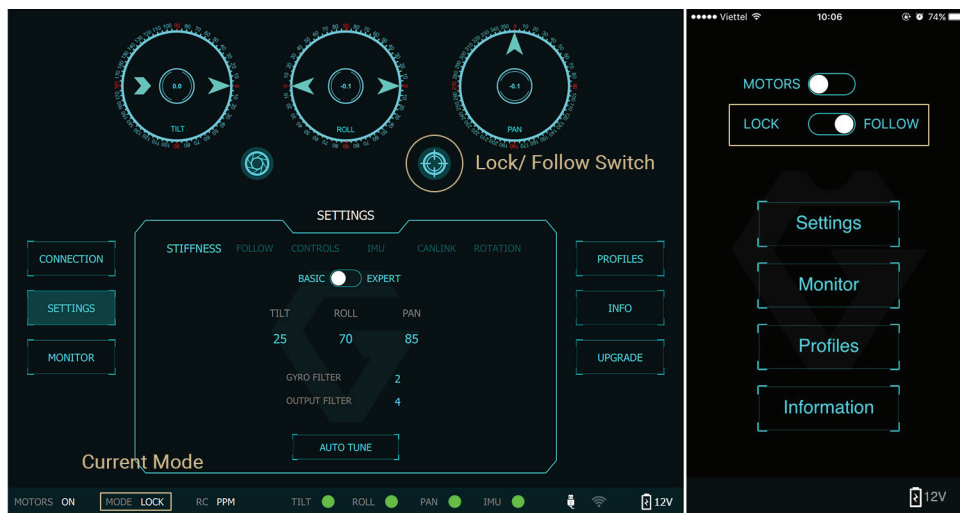 0.0
TILT
-0.1
ROLL
-0.1
PAN
Lock/ Follow Switch
SETTINGS
STIFFNESS FOLLOW CONTROLS IMU CANLINK ROTATION
BASIC EXPERT
TILT ROLL PAN
25 70 85
GYRO FILTER 2
OUTPUT FILTER 4
AUTO TUNE
CONNECTION
SETTINGS
MONITOR
PROFILES
INFO
UPGRADE
Current Mode
MOTORS ON MODE LOCK RC PPM TILT ROLL PAN IMU 12V
Viettel 10:06 74%
MOTORS
LOCK FOLLOW
Settings
Monitor
Profiles
Information
12V